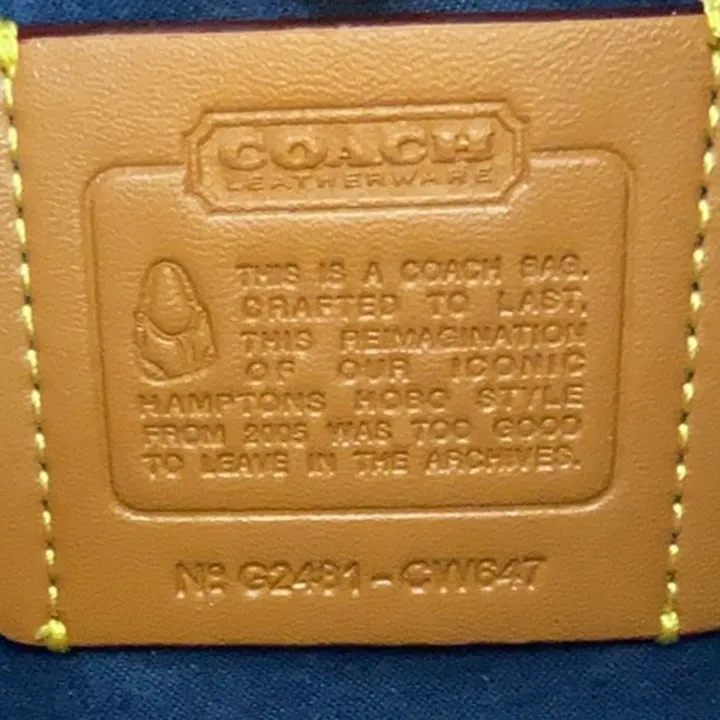 COACH
LEATHERWARE
THIS IS A COACH BAG.
CRAFTED TO LAST,
THIS REIMAGINATION
OF OUR ICONIC
HAMPTONS HOBO STYLE
FROM 2005 WAS TOO GOOD
TO LEAVE IN THE ARCHIVES.
Nº G2481-CW647